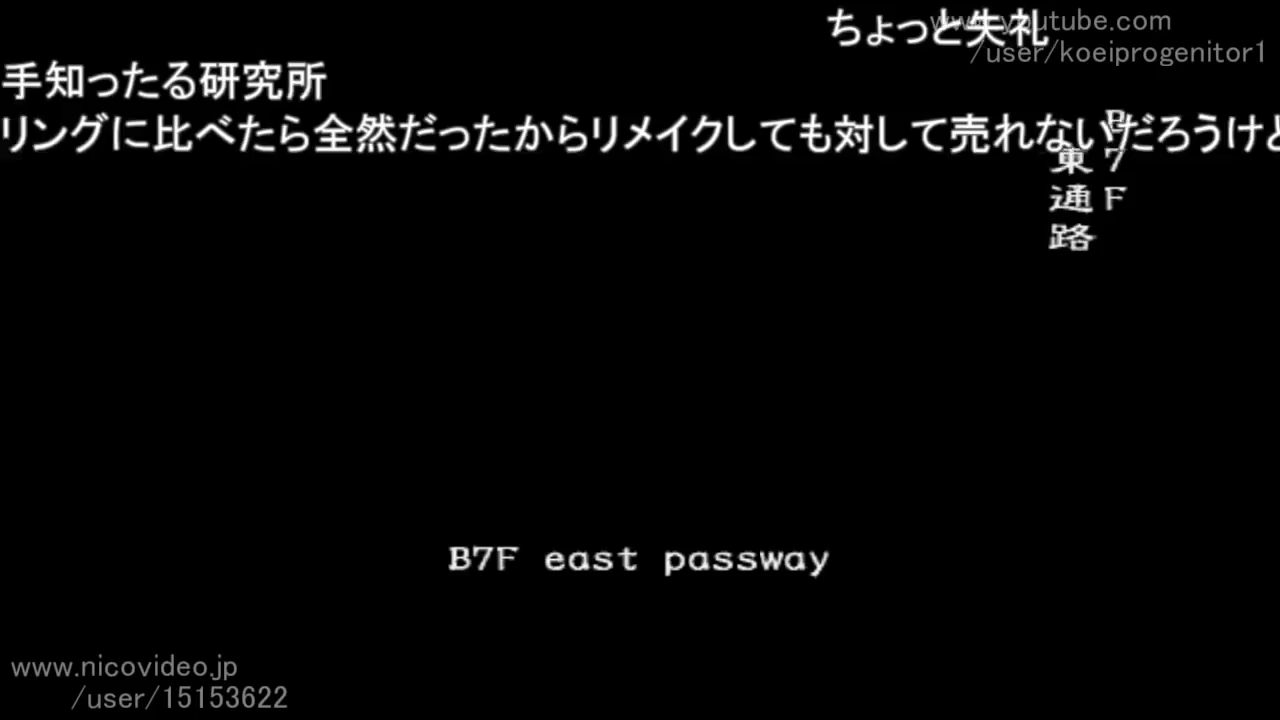 www.youtube.com
/user/koeiprogenitor1
ちょっと失礼
手知ったる研究所
リングに比べたら全然だったからリメイクしても対して売れないだろうけど
B7F
東通路
B7F east passway
www.nicovideo.jp
/user/15153622